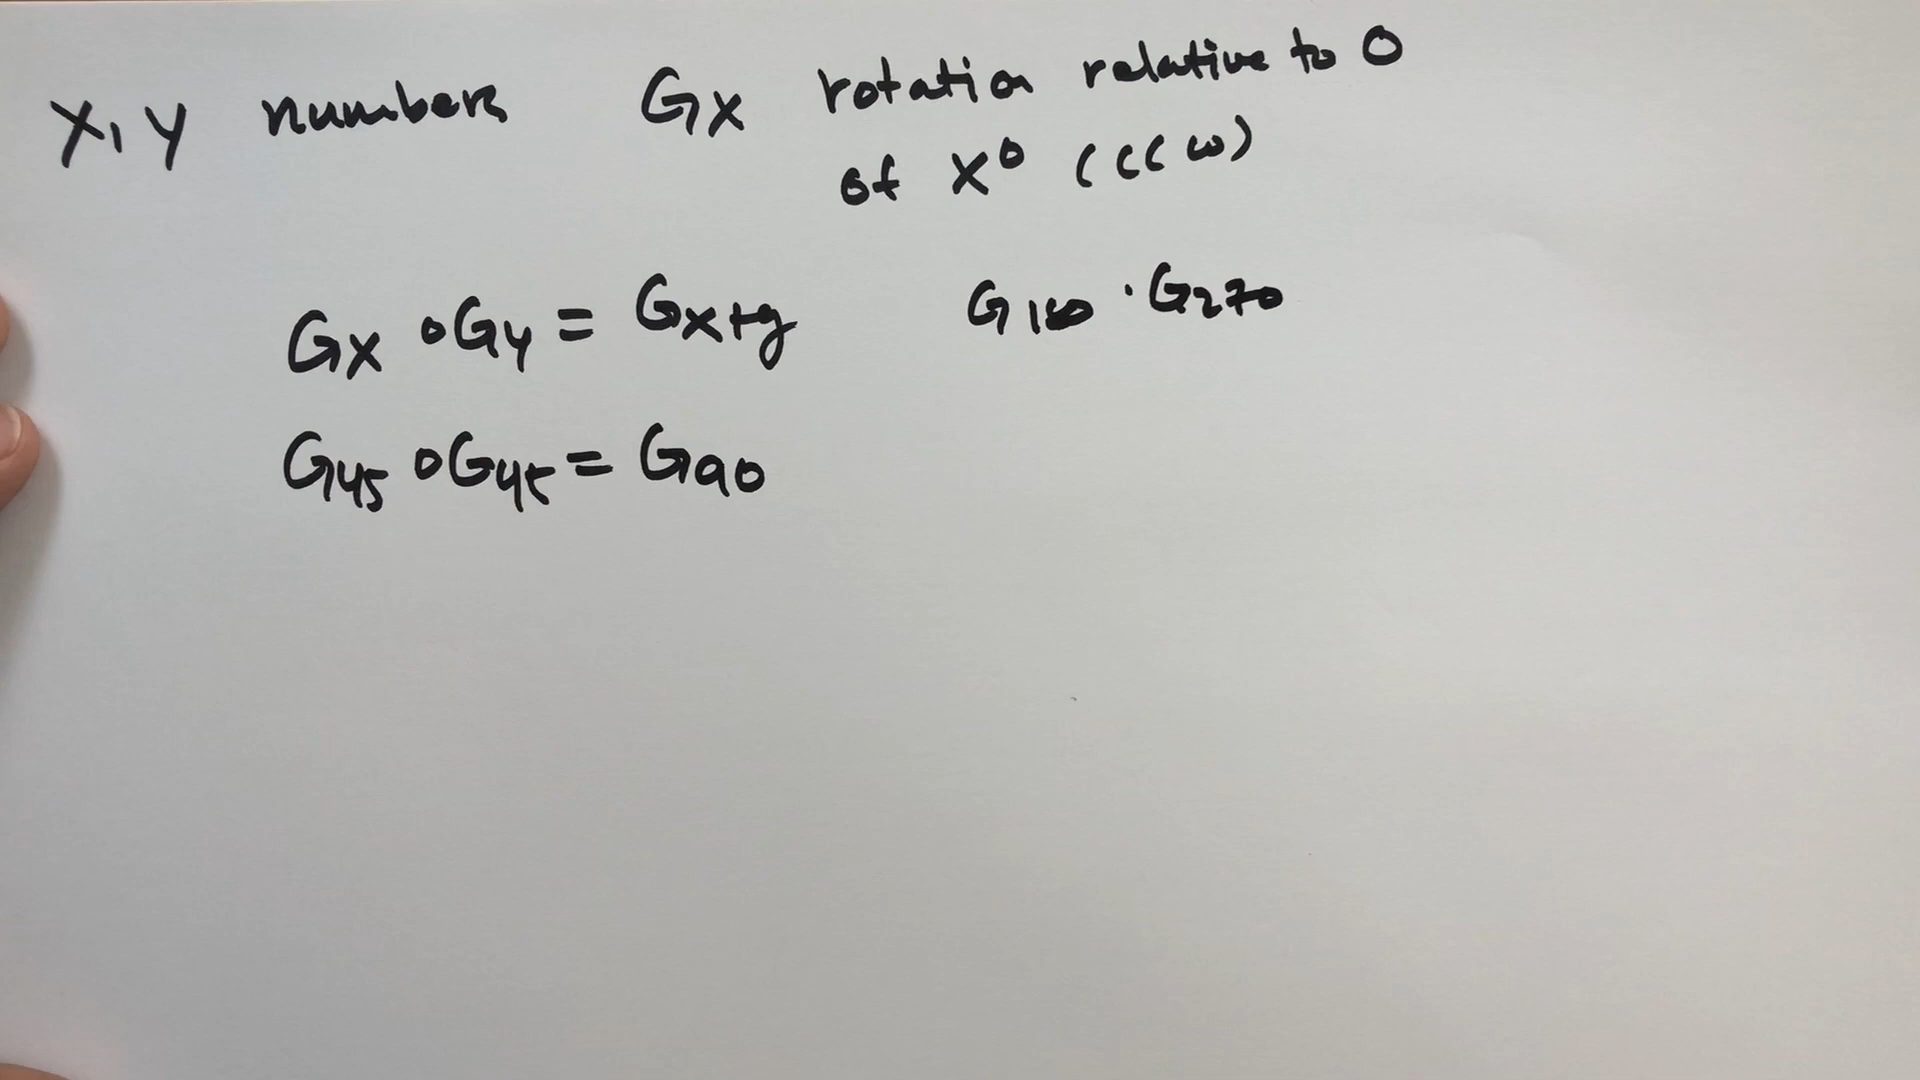 X, y numbers Gx rotation relative to O
of x° (CCW)
Gx ∘ Gy = Gx+y G180 · G270
G45 ∘ G45 = G90